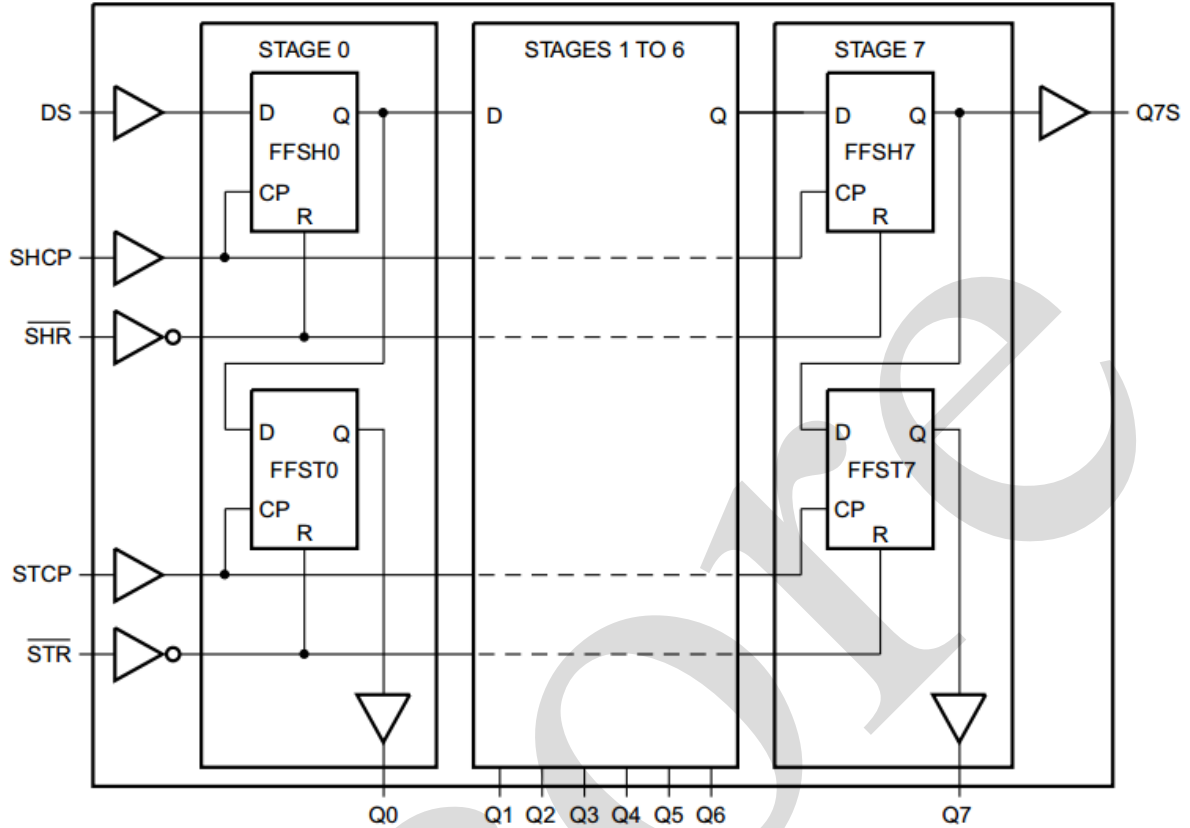 STAGE 0
STAGES 1 TO 6
STAGE 7
DS
D
Q
D
Q
D
Q
Q7S
FFSH0
FFSH7
CP
CP
R
R
SHCP
SHR
D
Q
D
Q
FFST0
FFST7
CP
CP
R
R
STCP
STR
Q0
Q1
Q2
Q3
Q4
Q5
Q6
Q7
ore